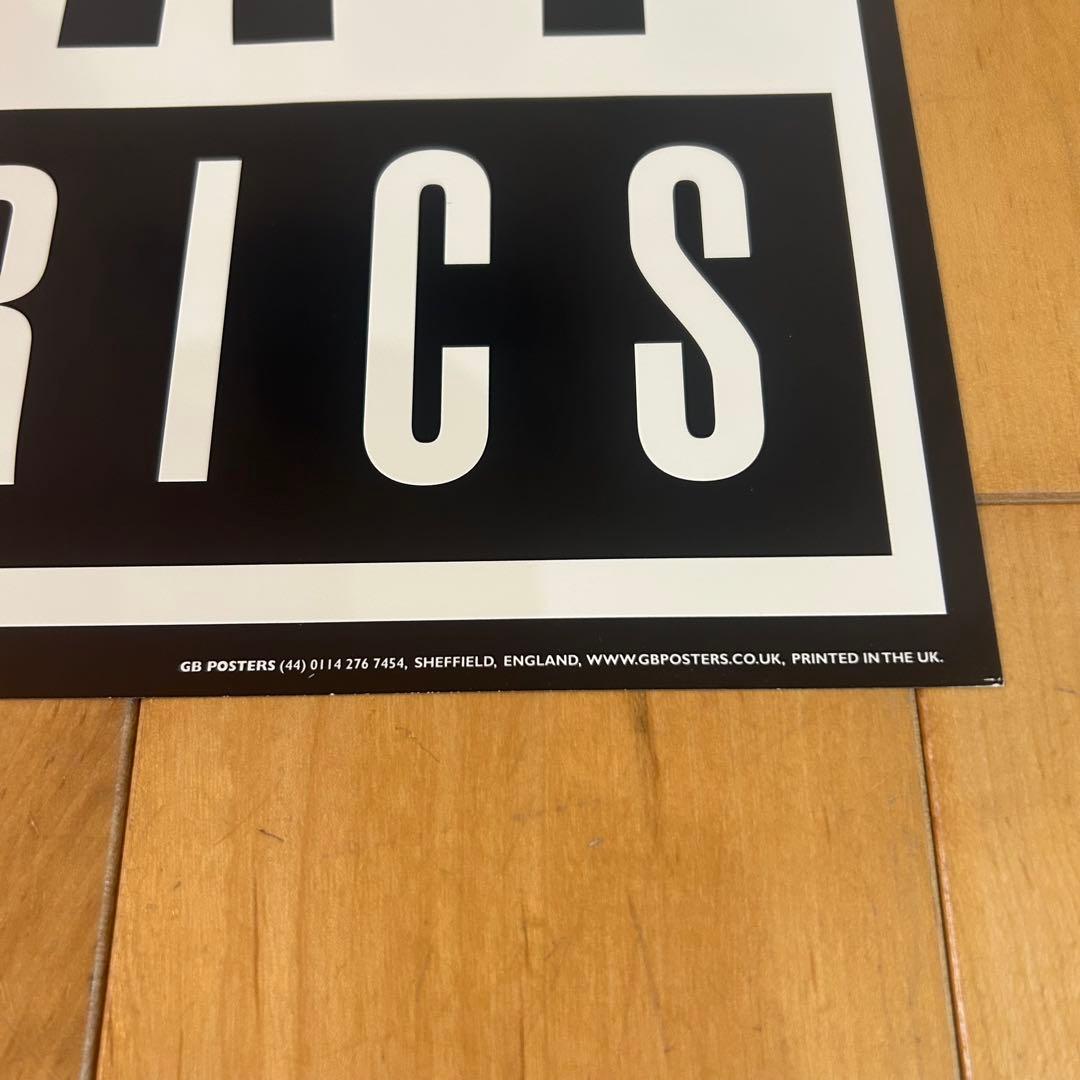 RICS
GB POSTERS (44) 0114 276 7454, SHEFFIELD, ENGLAND, WWW.GBPOSTERS.CO.UK, PRINTED IN THE UK.